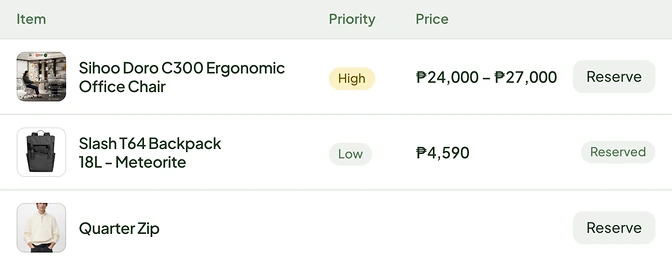 Item Priority Price
Sihoo Doro C300 Ergonomic
Office Chair
High
₱24,000 – ₱27,000
Reserve
Slash T64 Backpack
18L – Meteorite
Low
₱4,590
Reserved
Quarter Zip
Reserve